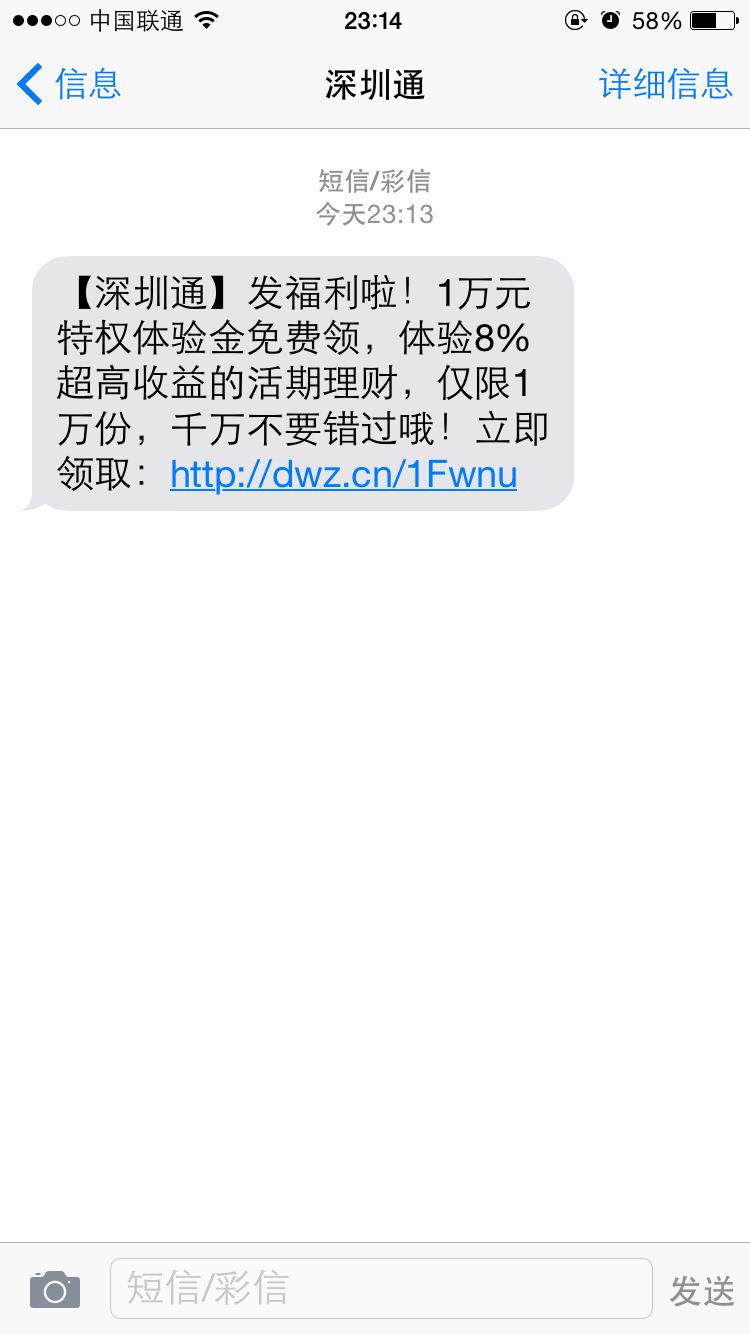 中国联通 23:14 58%
信息 深圳通 详细信息
短信/彩信
今天23:13
【深圳通】发福利啦！1万元
特权体验金免费领，体验8%
超高收益的活期理财，仅限1
万份，千万不要错过哦！立即
领取：http://dwz.cn/1Fwnu
短信/彩信 发送